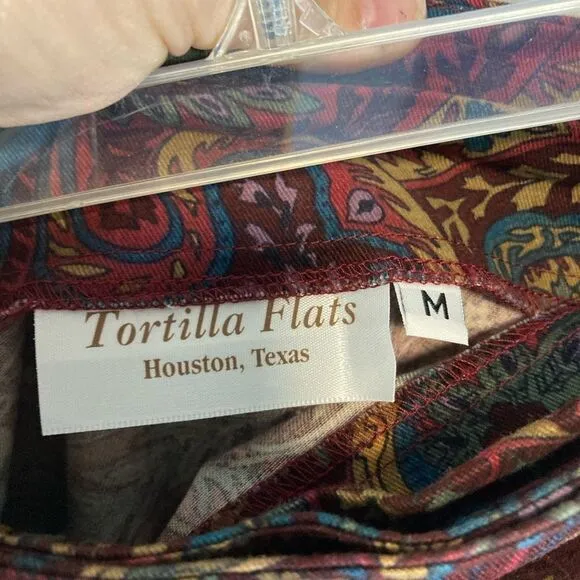 Tortilla Flats
Houston, Texas
M